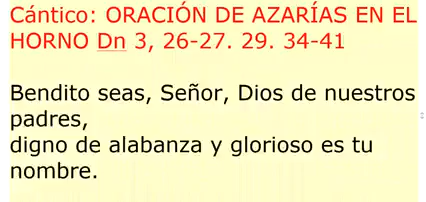 Cántico: ORACIÓN DE AZARÍAS EN EL
HORNO Dn 3, 26-27. 29. 34-41
Bendito seas, Señor, Dios de nuestros
padres,
digno de alabanza y glorioso es tu
nombre.